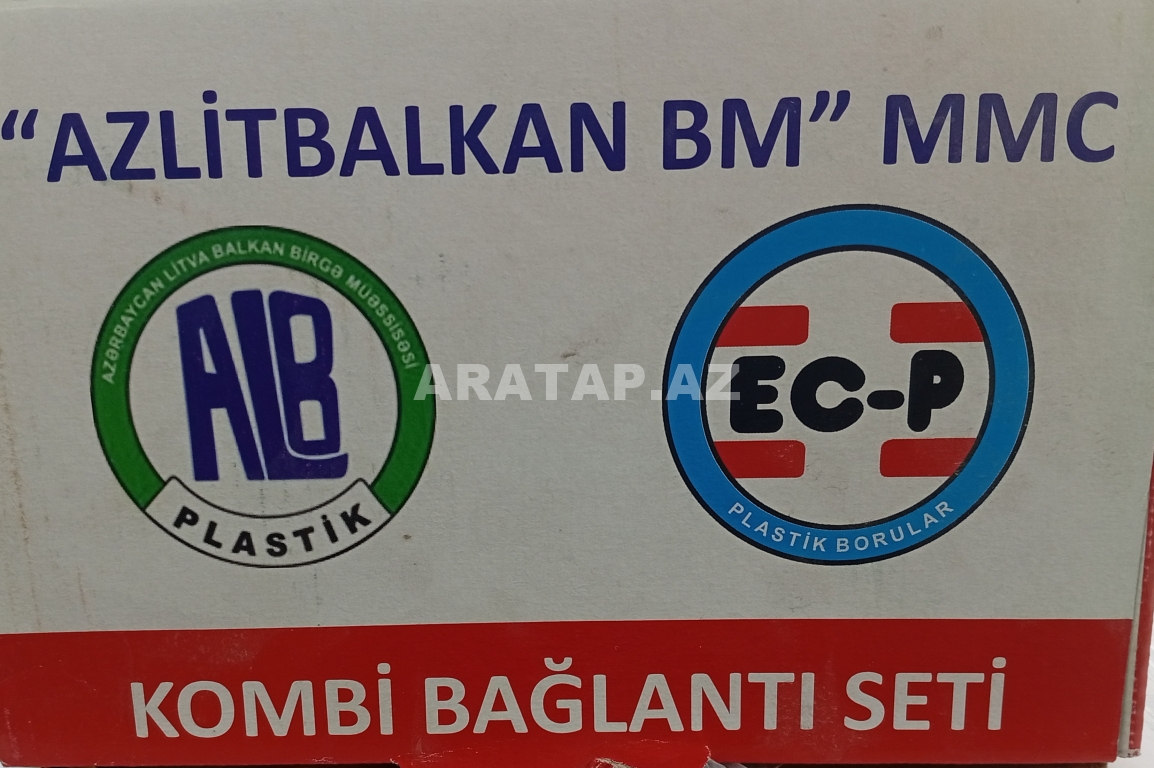 “AZLİTBALKAN BM” MMC
AZƏRBAYCAN LİTVA BALKAN BİRGƏ MÜƏSSİSƏSİ
ALB
PLASTİK
EC-P
PLASTİK BORULAR
ARATAP.AZ
KOMBİ BAĞLANTI SETİ